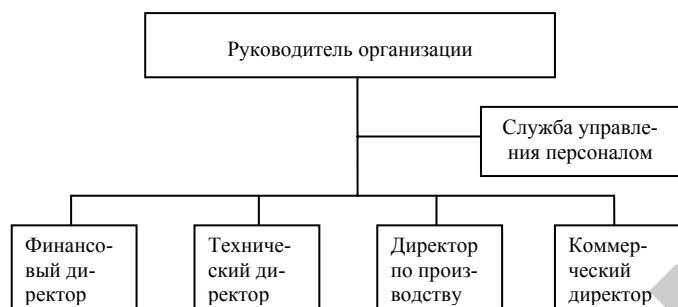 Руководитель организации
Служба управле-
ния персоналом
Финансо-
вый ди-
ректор
Техниче-
ский ди-
ректор
Директор
по произ-
водству
Коммер-
ческий
директор